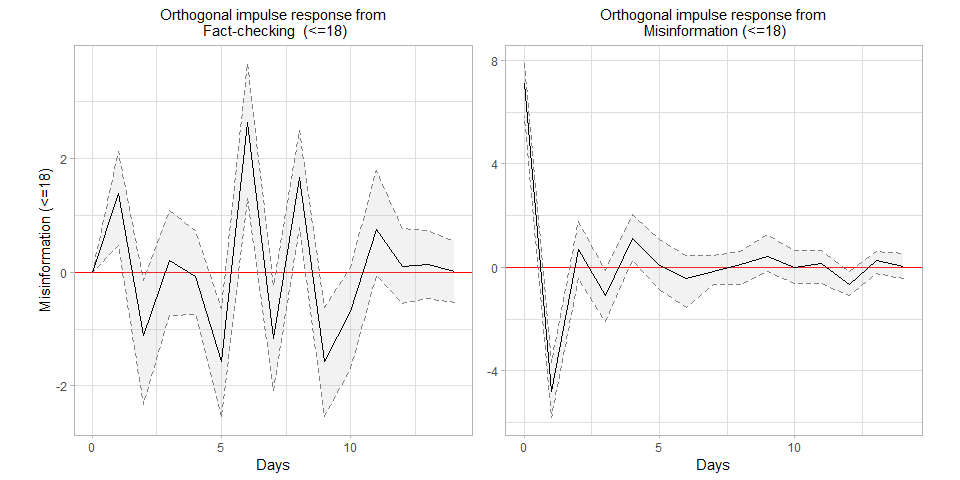 Orthogonal impulse response from
Fact-checking  (<=18)
Misinformation (<=18)
2
0
-2
0
5
10
Days
Orthogonal impulse response from
Misinformation (<=18)
8
4
0
-4
0
5
10
Days